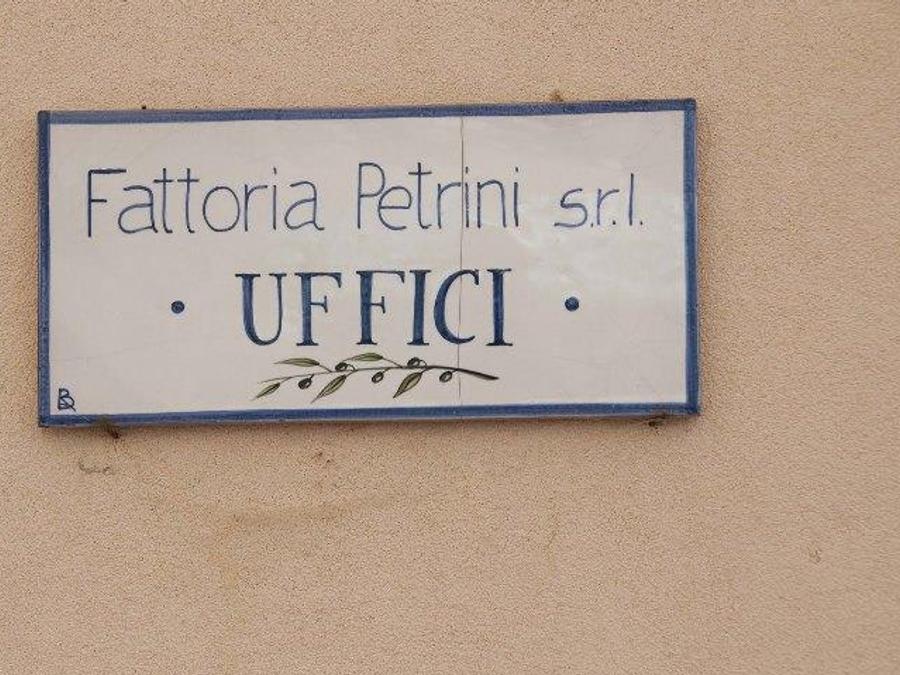 Fattoria Petrini s.r.l.
• UFFICI •